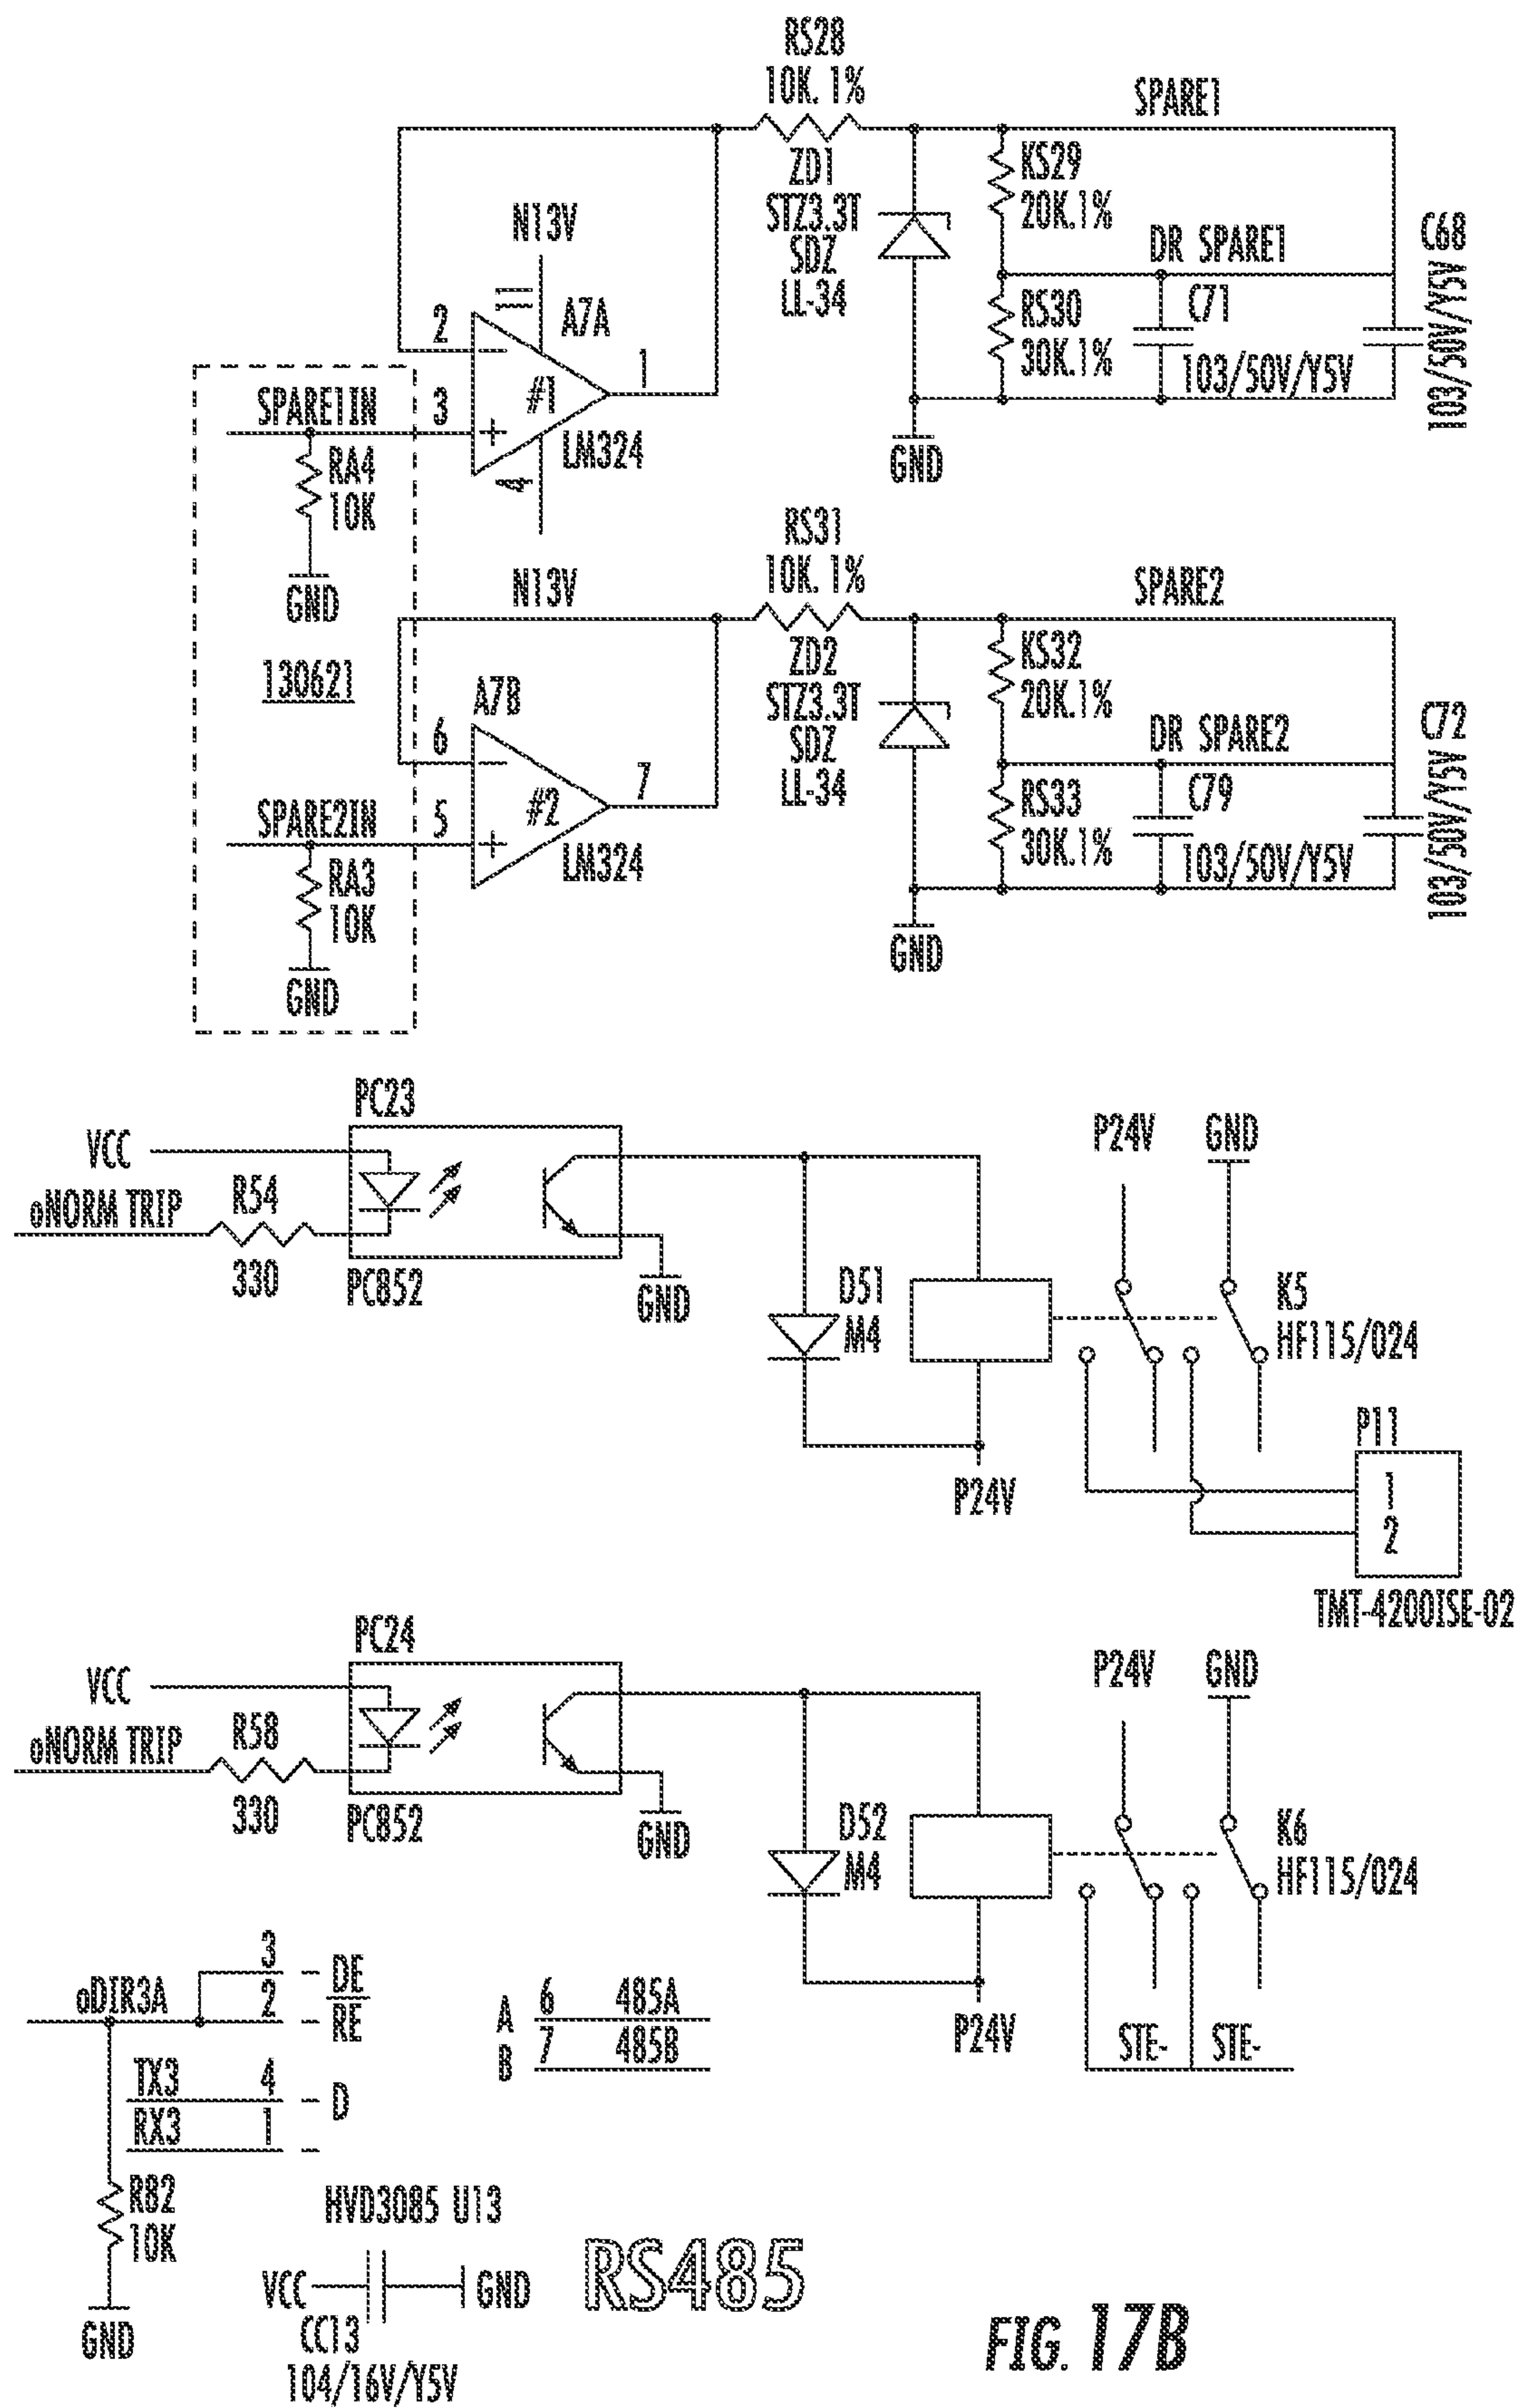 RS28
10K. 1%
SPARE1
ZD1
STZ3.3T
SDZ
LL-34
KS29
20K.1%
N13V
DR SPARE1
C68
103/50V/Y5V
11
A7A
2
C71
RS30
30K.1%
103/50V/Y5V
1
#1
SPARE1IN
3
LM324
4
GND
RA4
10K
GND
RS31
10K. 1%
N13V
SPARE2
ZD2
STZ3.3T
SDZ
LL-34
KS32
20K.1%
130621
A7B
6
DR SPARE2
C72
103/50V/Y5V
7
C79
RS33
30K.1%
103/50V/Y5V
#2
SPARE2IN
5
LM324
RA3
10K
GND
GND
PC23
VCC
P24V
GND
oNORM TRIP
R54
330
PC852
GND
D51
M4
K5
HF115/024
P24V
P11
1
2
TMT-4200ISE-02
PC24
VCC
P24V
GND
oNORM TRIP
R58
330
PC852
GND
D52
M4
K6
HF115/024
P24V
STE-
STE-
oDIR3A
3
DE
2
RE
A
6
485A
B
7
485B
TX3
4
D
RX3
1
R82
10K
GND
HVD3085 U13
VCC
GND
CC13
104/16V/Y5V
RS485
FIG. 17B